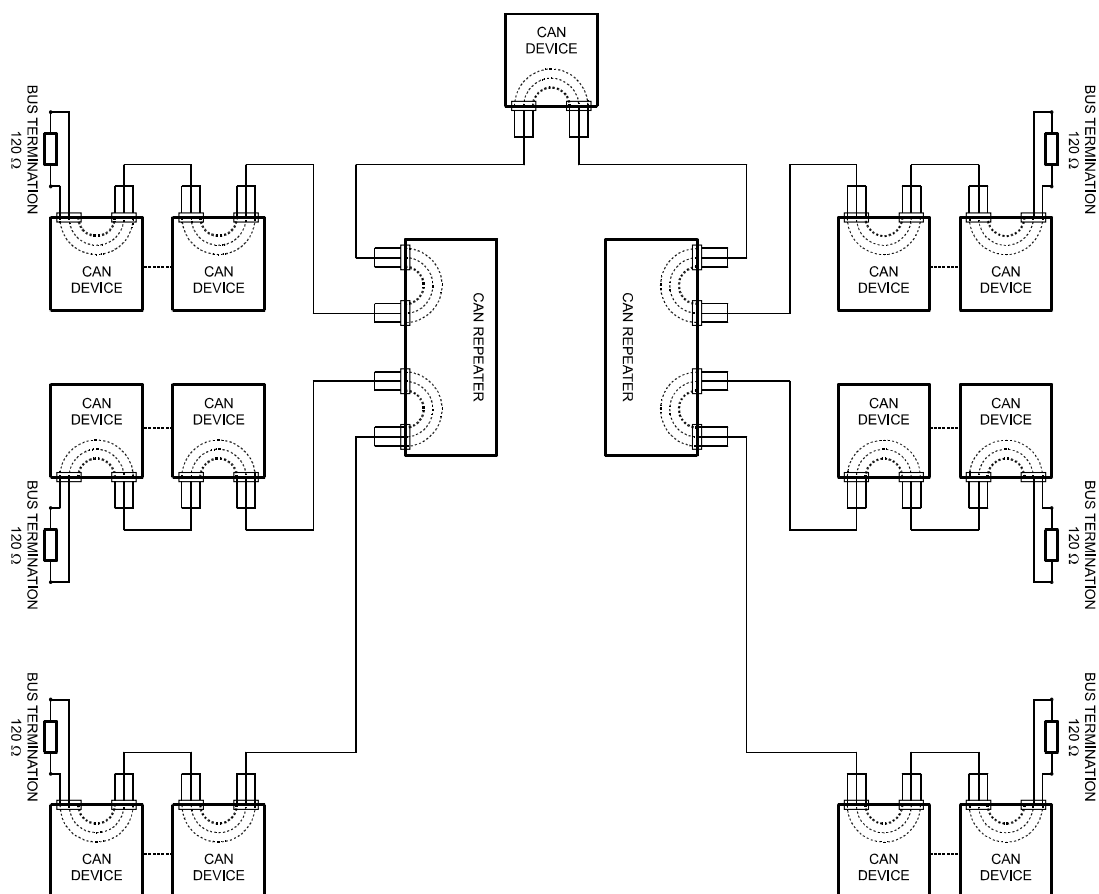 CAN
DEVICE
BUS TERMINATION
120 Ω
BUS TERMINATION
120 Ω
CAN
DEVICE
CAN
DEVICE
CAN
DEVICE
CAN
DEVICE
CAN REPEATER
CAN REPEATER
CAN
DEVICE
CAN
DEVICE
CAN
DEVICE
CAN
DEVICE
BUS TERMINATION
120 Ω
BUS TERMINATION
120 Ω
BUS TERMINATION
120 Ω
BUS TERMINATION
120 Ω
CAN
DEVICE
CAN
DEVICE
CAN
DEVICE
CAN
DEVICE